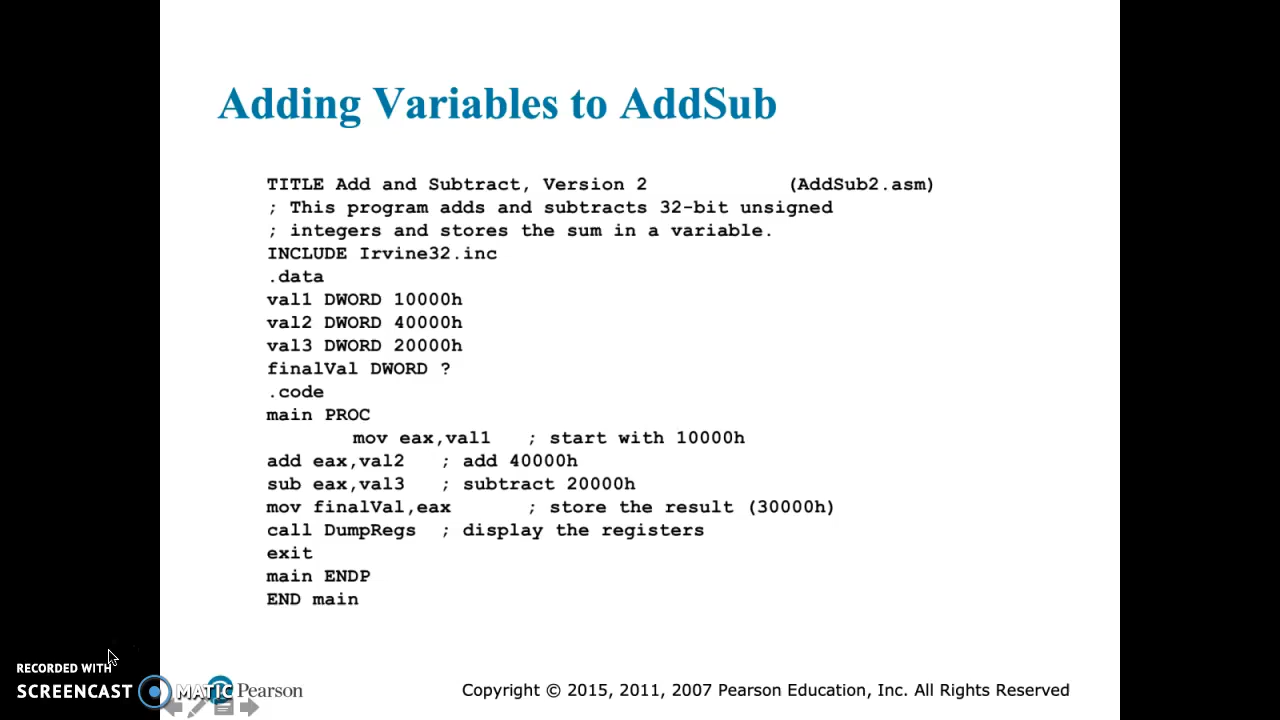 Adding Variables to AddSub
TITLE Add and Subtract, Version 2 (AddSub2.asm)
; This program adds and subtracts 32-bit unsigned
; integers and stores the sum in a variable.
INCLUDE Irvine32.inc
.data
val1 DWORD 10000h
val2 DWORD 40000h
val3 DWORD 20000h
finalVal DWORD ?
.code
main PROC
mov eax,val1 ; start with 10000h
add eax,val2 ; add 40000h
sub eax,val3 ; subtract 20000h
mov finalVal,eax ; store the result (30000h)
call DumpRegs ; display the registers
exit
main ENDP
END main
RECORDED WITH
SCREENCAST MATIC
Pearson
Copyright © 2015, 2011, 2007 Pearson Education, Inc. All Rights Reserved